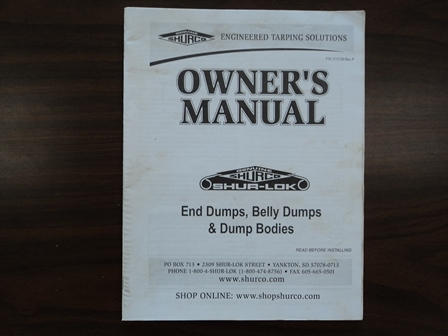 SHURCO
ENGINEERED TARPING SOLUTIONS
OWNER'S
MANUAL
GENUINE
SHURCO
SHUR-LOK
End Dumps, Belly Dumps
& Dump Bodies
READ BEFORE INSTALLING
PO BOX 713 • 2309 SHUR-LOK STREET • YANKTON, SD 57078-0713
PHONE 1-800-4-SHUR-LOK (1-800-474-8756) • FAX 605-665-0501
www.shurco.com
SHOP ONLINE: www.shopshurco.com